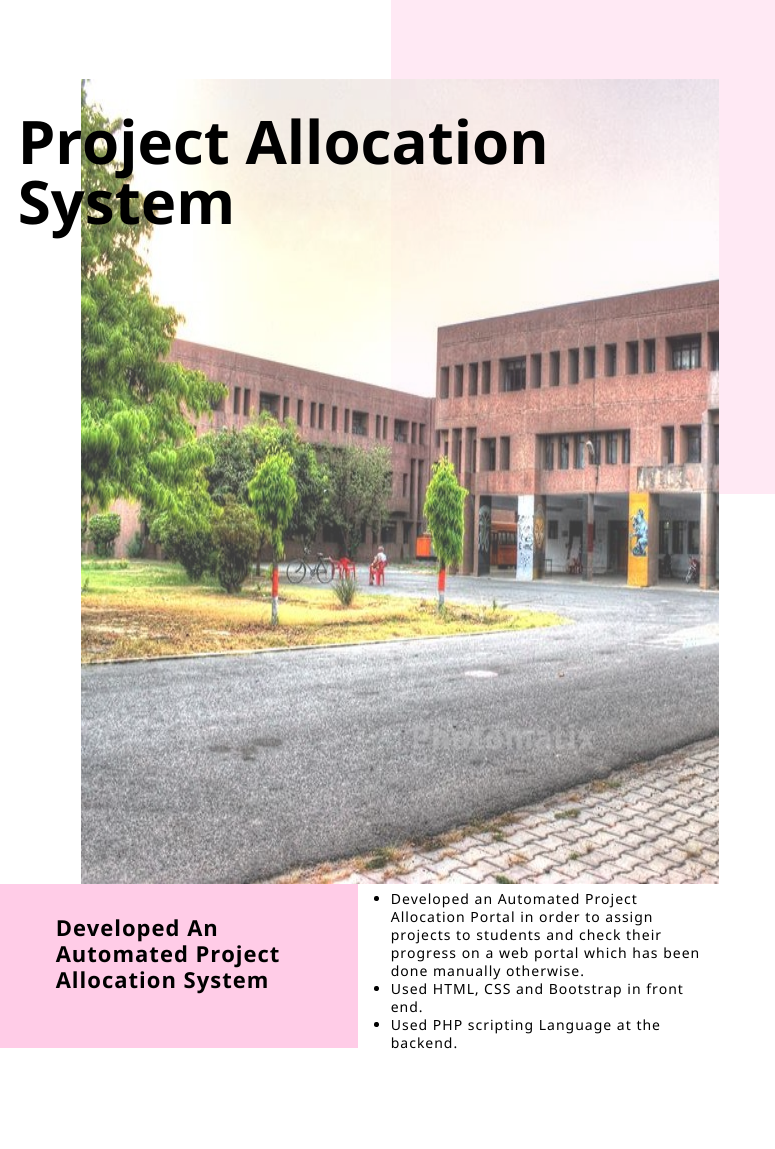 Project Allocation
System
Photomatix
Developed An
Automated Project
Allocation System
• Developed an Automated Project
Allocation Portal in order to assign
projects to students and check their
progress on a web portal which has been
done manually otherwise.
• Used HTML, CSS and Bootstrap in front
end.
• Used PHP scripting Language at the
backend.